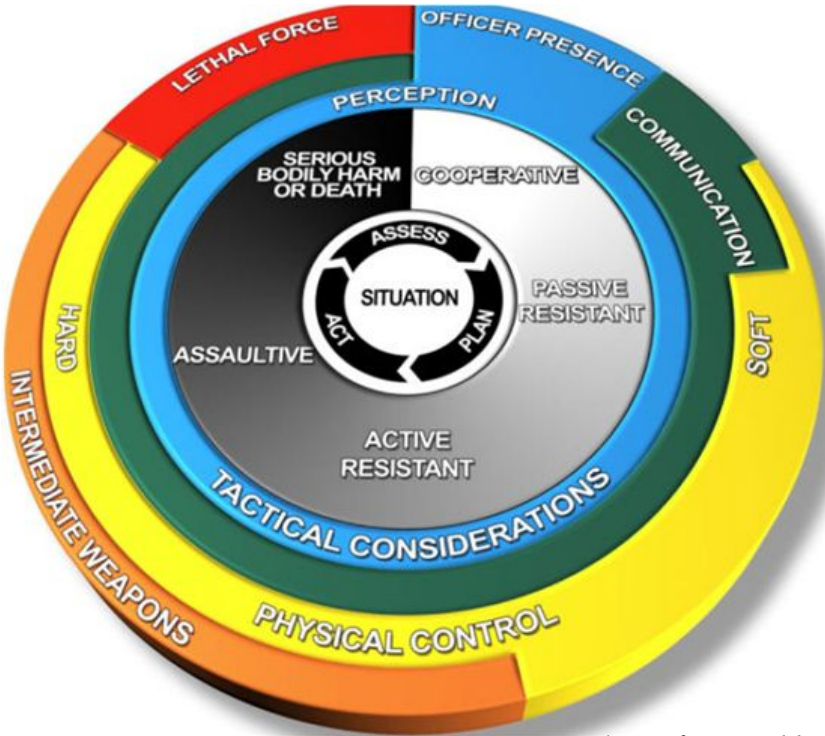 LETHAL FORCE
OFFICER PRESENCE
COMMUNICATION
PERCEPTION
SERIOUS
BODILY HARM
OR DEATH
COOPERATIVE
ASSESS
SITUATION
PLAN
ACT
PASSIVE
RESISTANT
ASSAULTIVE
ACTIVE
RESISTANT
HARD
SOFT
TACTICAL CONSIDERATIONS
INTERMEDIATE WEAPONS
PHYSICAL CONTROL